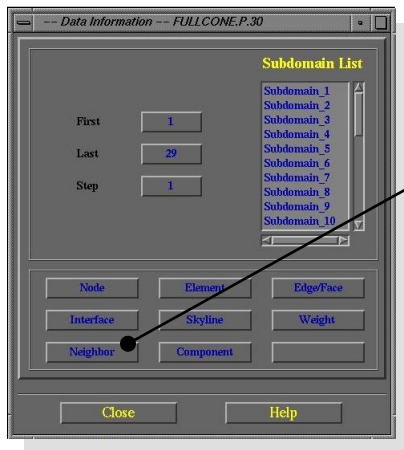 -- Data Information -- FULLCONE.P.30
Subdomain List
Subdomain_1
Subdomain_2
First 1
Subdomain_3
Subdomain_4
Last 29
Subdomain_5
Subdomain_6
Step 1
Subdomain_7
Subdomain_8
Subdomain_9
Subdomain_10
Node Element Edge/Face
Interface Skyline Weight
Neighbor Component
Close Help